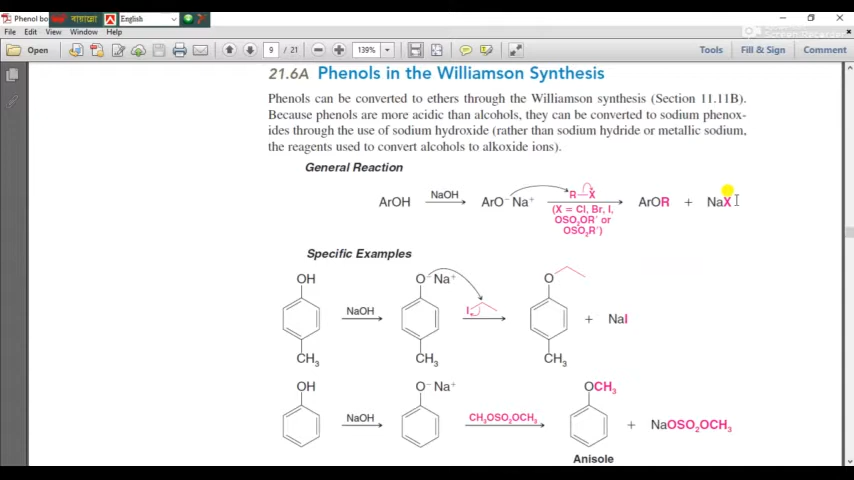 Phenol bo
বায়ান্নো
English
File Edit View Window Help
Open
9 / 21
139%
Tools Fill & Sign Comment
21.6A Phenols in the Williamson Synthesis
Phenols can be converted to ethers through the Williamson synthesis (Section 11.11B).
Because phenols are more acidic than alcohols, they can be converted to sodium phenox-
ides through the use of sodium hydroxide (rather than sodium hydride or metallic sodium,
the reagents used to convert alcohols to alkoxide ions).
General Reaction
ArOH NaOH ArO⁻ Na⁺ R—X ArOR + NaX
(X = Cl, Br, I,
OSO₂OR′ or
OSO₂R′)
Specific Examples
OH O⁻ Na⁺ O
NaOH I + NaI
CH₃ CH₃ CH₃
OH O⁻ Na⁺ OCH₃
NaOH CH₃OSO₂OCH₃ + NaOSO₂OCH₃
Anisole